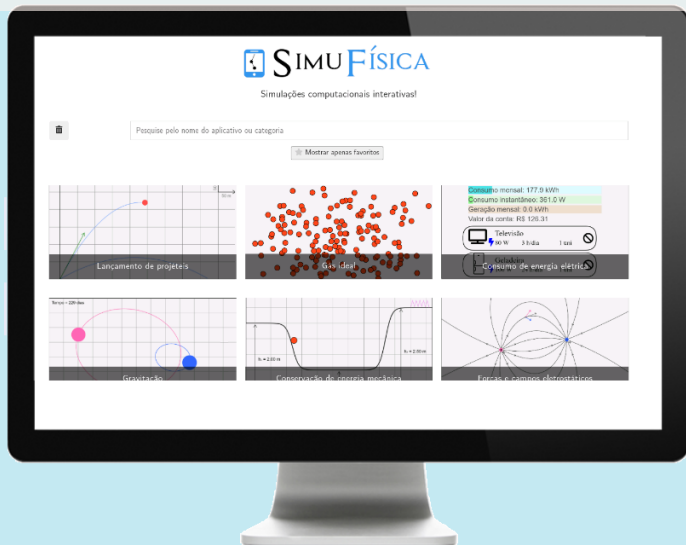 SIMUFÍSICA
Simulações computacionais interativas!
Pesquise pelo nome do aplicativo ou categoria
Mostrar apenas favoritos
Lançamento de projeteis
Gás ideal
Consumo mensal: 177.9 kWh
Consumo instantâneo: 361.0 W
Geração mensal: 0.0 kWh
Valor da conta: R$ 126.31
Televisão
90 W 3 h/dia 1 uni
Geladeira
Consumo de energia elétrica
Gravitação
Conservação de energia mecânica
Forças e campos eletrostáticos